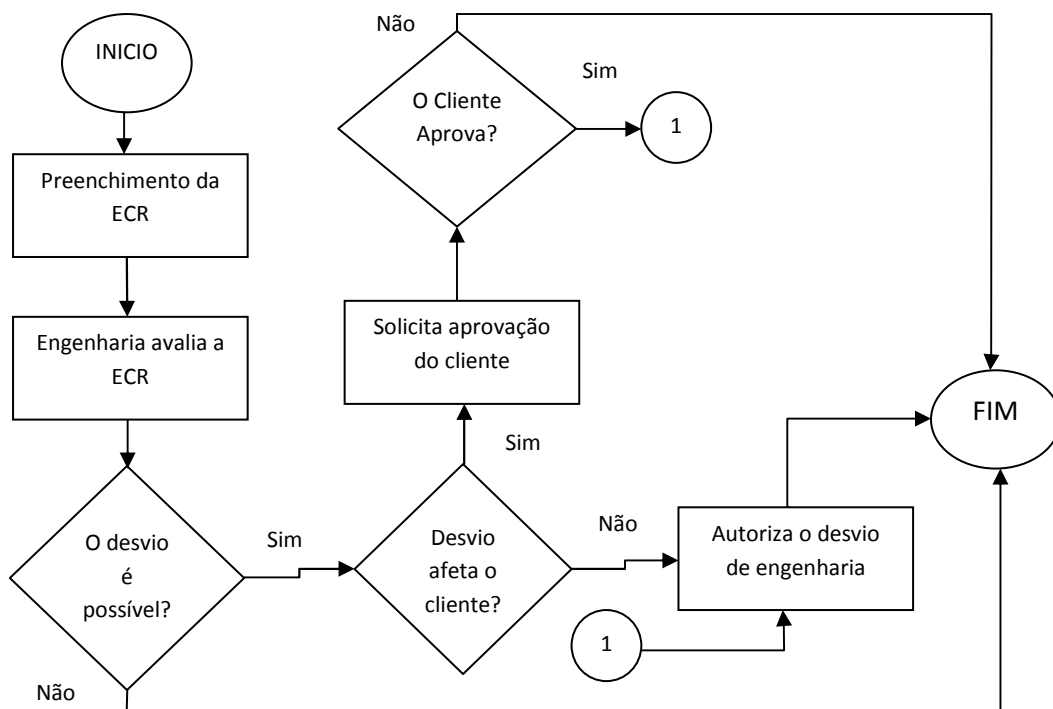 INICIO
Preenchimento da
ECR
Engenharia avalia a
ECR
O desvio
é
possível?
Não
Sim
Desvio
afeta o
cliente?
Sim
Solicita aprovação
do cliente
O Cliente
Aprova?
Não
Sim
1
Não
Autoriza o desvio
de engenharia
1
FIM